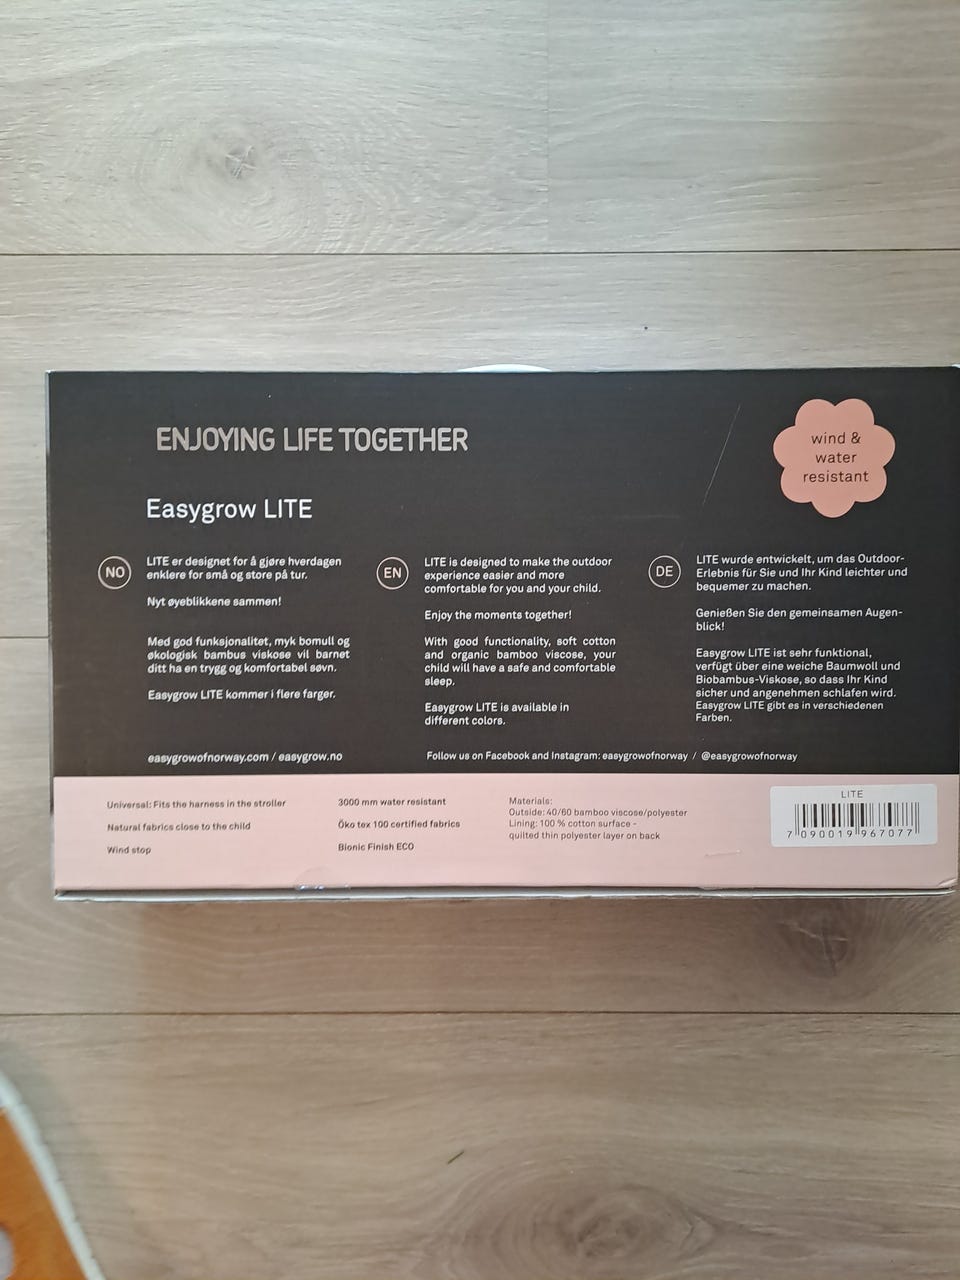 ENJOYING LIFE TOGETHER
wind &
water
resistant
Easygrow LITE
NO
LITE er designet for å gjøre hverdagen
enklere for små og store på tur.
Nyt øyeblikkene sammen!
Med god funksjonalitet, myk bomull og
økologisk bambus viskose vil barnet
ditt ha en trygg og komfortabel søvn.
Easygrow LITE kommer i flere farger.
easygrowofnorway.com / easygrow.no
EN
LITE is designed to make the outdoor
experience easier and more
comfortable for you and your child.
Enjoy the moments together!
With good functionality, soft cotton
and organic bamboo viscose, your
child will have a safe and comfortable
sleep.
Easygrow LITE is available in
different colors.
DE
LITE wurde entwickelt, um das Outdoor-
Erlebnis für Sie und Ihr Kind leichter und
bequemer zu machen.
Genießen Sie den gemeinsamen Augen-
blick!
Easygrow LITE ist sehr funktional,
verfügt über eine weiche Baumwoll und
Biobambus-Viskose, so dass Ihr Kind
sicher und angenehmen schlafen wird.
Easygrow LITE gibt es in verschiedenen
Farben.
Follow us on Facebook and Instagram: easygrowofnorway / @easygrowofnorway
Universal: Fits the harness in the stroller
Natural fabrics close to the child
Wind stop
3000 mm water resistant
Öko tex 100 certified fabrics
Bionic Finish ECO
Materials:
Outside: 40/60 bamboo viscose/polyester
Lining: 100 % cotton surface -
quilted thin polyester layer on back
LITE
7 090019 967077